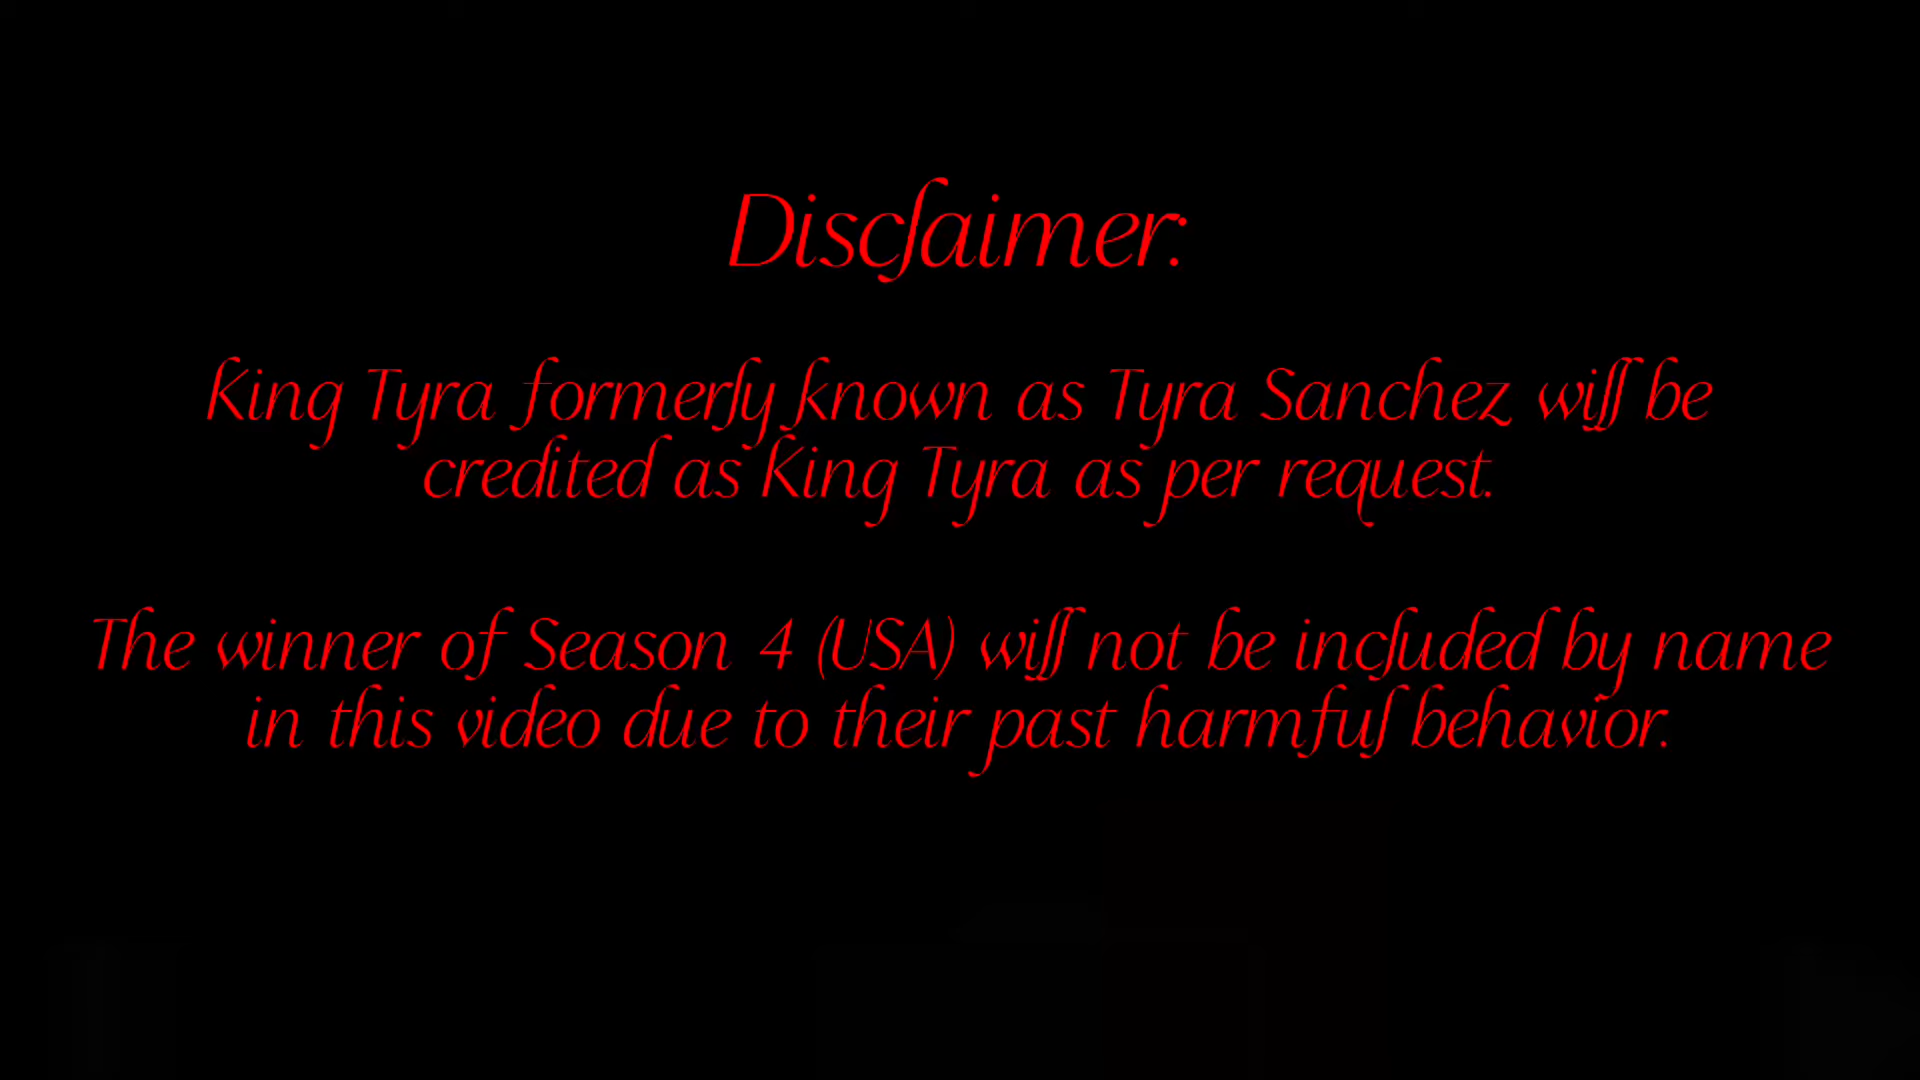 Disclaimer:
King Tyra formerly known as Tyra Sanchez will be
credited as King Tyra as per request.
The winner of Season 4 (USA) will not be included by name
in this video due to their past harmful behavior.